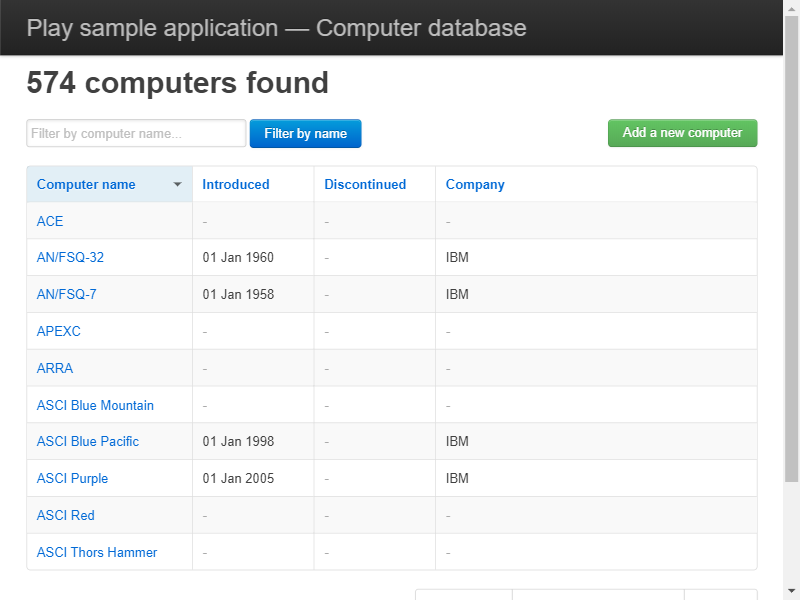 Play sample application — Computer database
574 computers found
Filter by computer name...
Filter by name
Add a new computer
Computer name Introduced Discontinued Company
ACE - - -
AN/FSQ-32 01 Jan 1960 - IBM
AN/FSQ-7 01 Jan 1958 - IBM
APEXC - - -
ARRA - - -
ASCI Blue Mountain - - -
ASCI Blue Pacific 01 Jan 1998 - IBM
ASCI Purple 01 Jan 2005 - IBM
ASCI Red - - -
ASCI Thors Hammer - - -